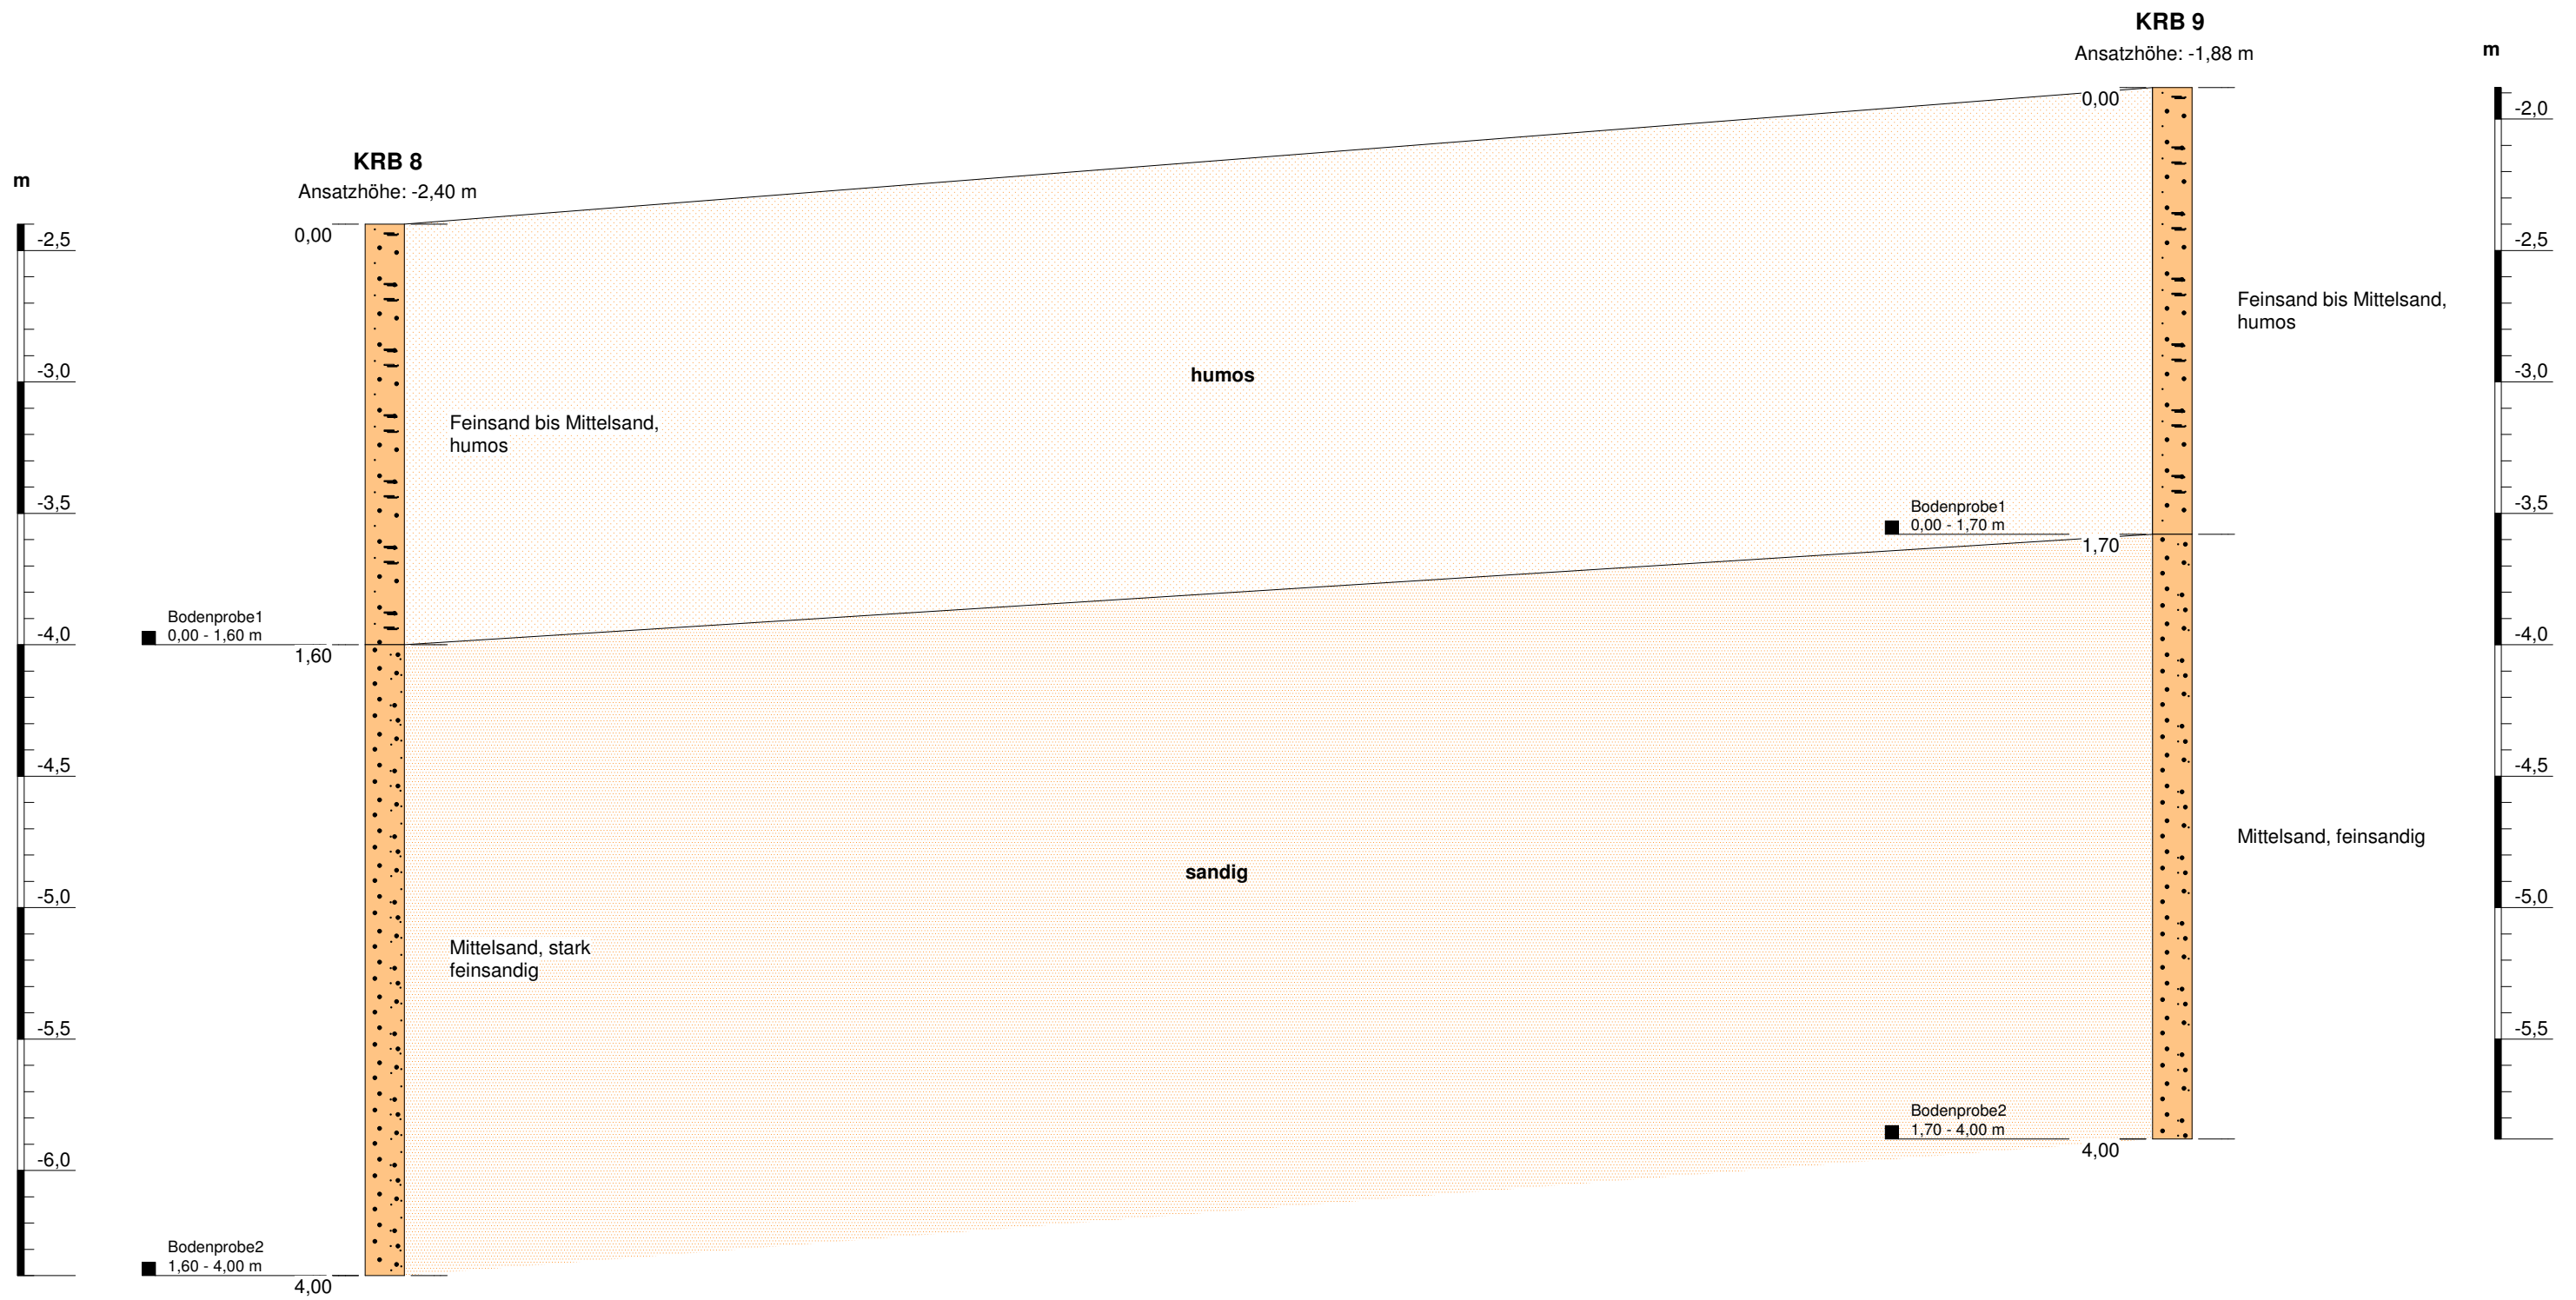 KRB 9
Ansatzhöhe: -1,88 m
m
0,00
-2,0
KRB 8
Ansatzhöhe: -2,40 m
m
0,00
-2,5
-3,0
-3,5
-4,0
-4,5
-5,0
-5,5
-6,0
Feinsand bis Mittelsand,
humos
Bodenprobe1
0,00 - 1,60 m
1,60
Mittelsand, stark
feinsandig
Bodenprobe2
1,60 - 4,00 m
4,00
humos
sandig
Bodenprobe1
0,00 - 1,70 m
1,70
Bodenprobe2
1,70 - 4,00 m
4,00
Feinsand bis Mittelsand,
humos
Mittelsand, feinsandig
-2,5
-3,0
-3,5
-4,0
-4,5
-5,0
-5,5